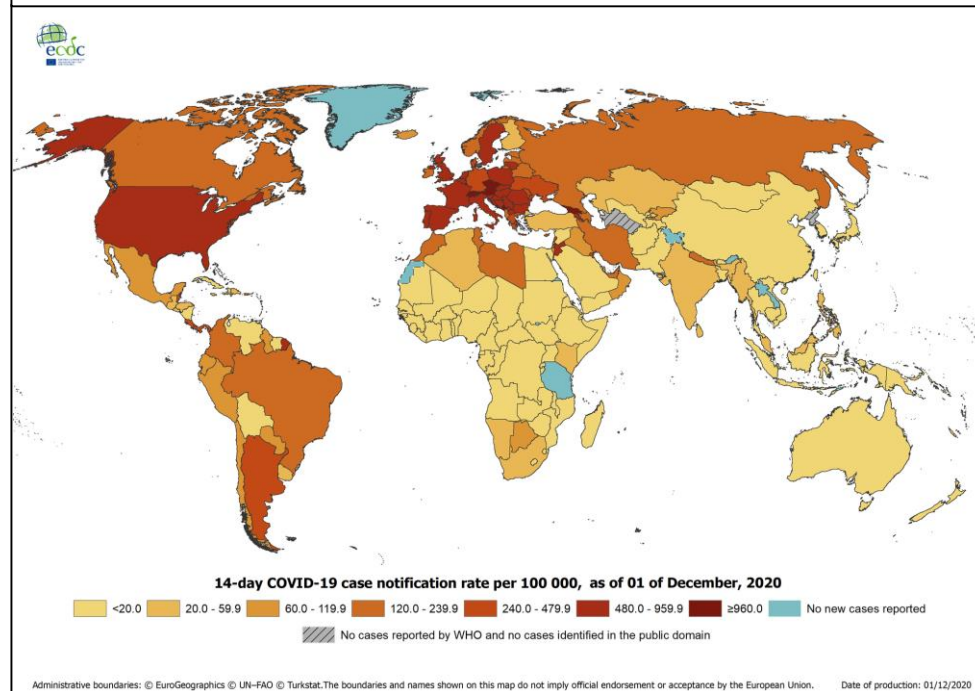 ecdc
14-day COVID-19 case notification rate per 100 000, as of 01 of December, 2020
<20.0 20.0 - 59.9 60.0 - 119.9 120.0 - 239.9 240.0 - 479.9 480.0 - 959.9 ≥960.0 No new cases reported
No cases reported by WHO and no cases identified in the public domain
Administrative boundaries: © EuroGeographics © UN–FAO © Turkstat.The boundaries and names shown on this map do not imply official endorsement or acceptance by the European Union. Date of production: 01/12/2020